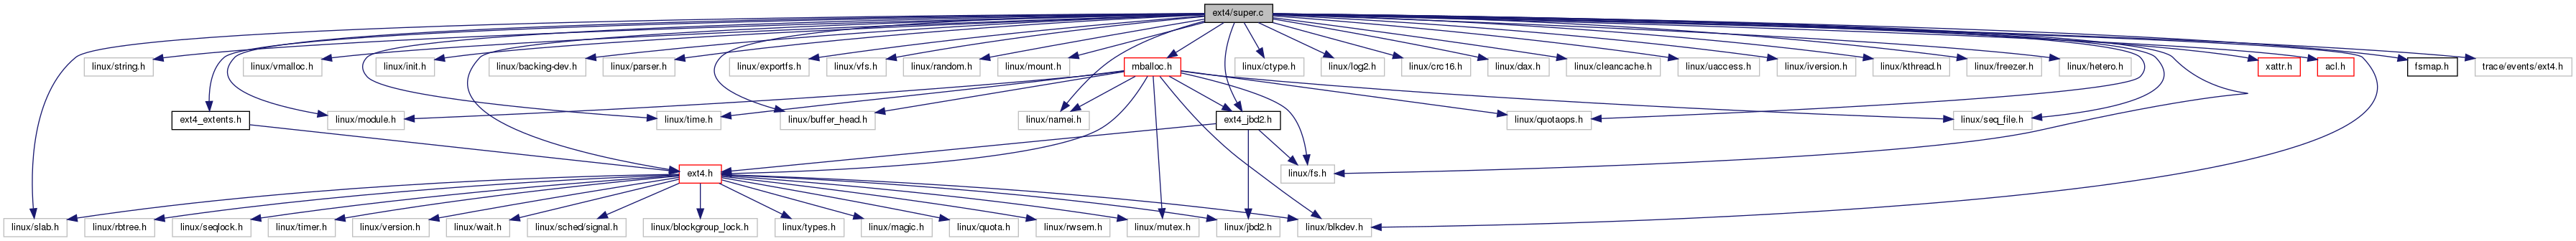 ext4/super.c
linux/string.h
linux/vmalloc.h
linux/init.h
linux/backing-dev.h
linux/parser.h
linux/exportfs.h
linux/vfs.h
linux/random.h
linux/mount.h
mballoc.h
linux/ctype.h
linux/log2.h
linux/crc16.h
linux/dax.h
linux/cleancache.h
linux/uaccess.h
linux/iversion.h
linux/kthread.h
linux/freezer.h
linux/hetero.h
xattr.h
acl.h
fsmap.h
trace/events/ext4.h
ext4_extents.h
linux/module.h
linux/time.h
linux/buffer_head.h
linux/namei.h
ext4_jbd2.h
linux/quotaops.h
linux/seq_file.h
ext4.h
linux/fs.h
linux/slab.h
linux/rbtree.h
linux/seqlock.h
linux/timer.h
linux/version.h
linux/wait.h
linux/sched/signal.h
linux/blockgroup_lock.h
linux/types.h
linux/magic.h
linux/quota.h
linux/rwsem.h
linux/mutex.h
linux/jbd2.h
linux/blkdev.h